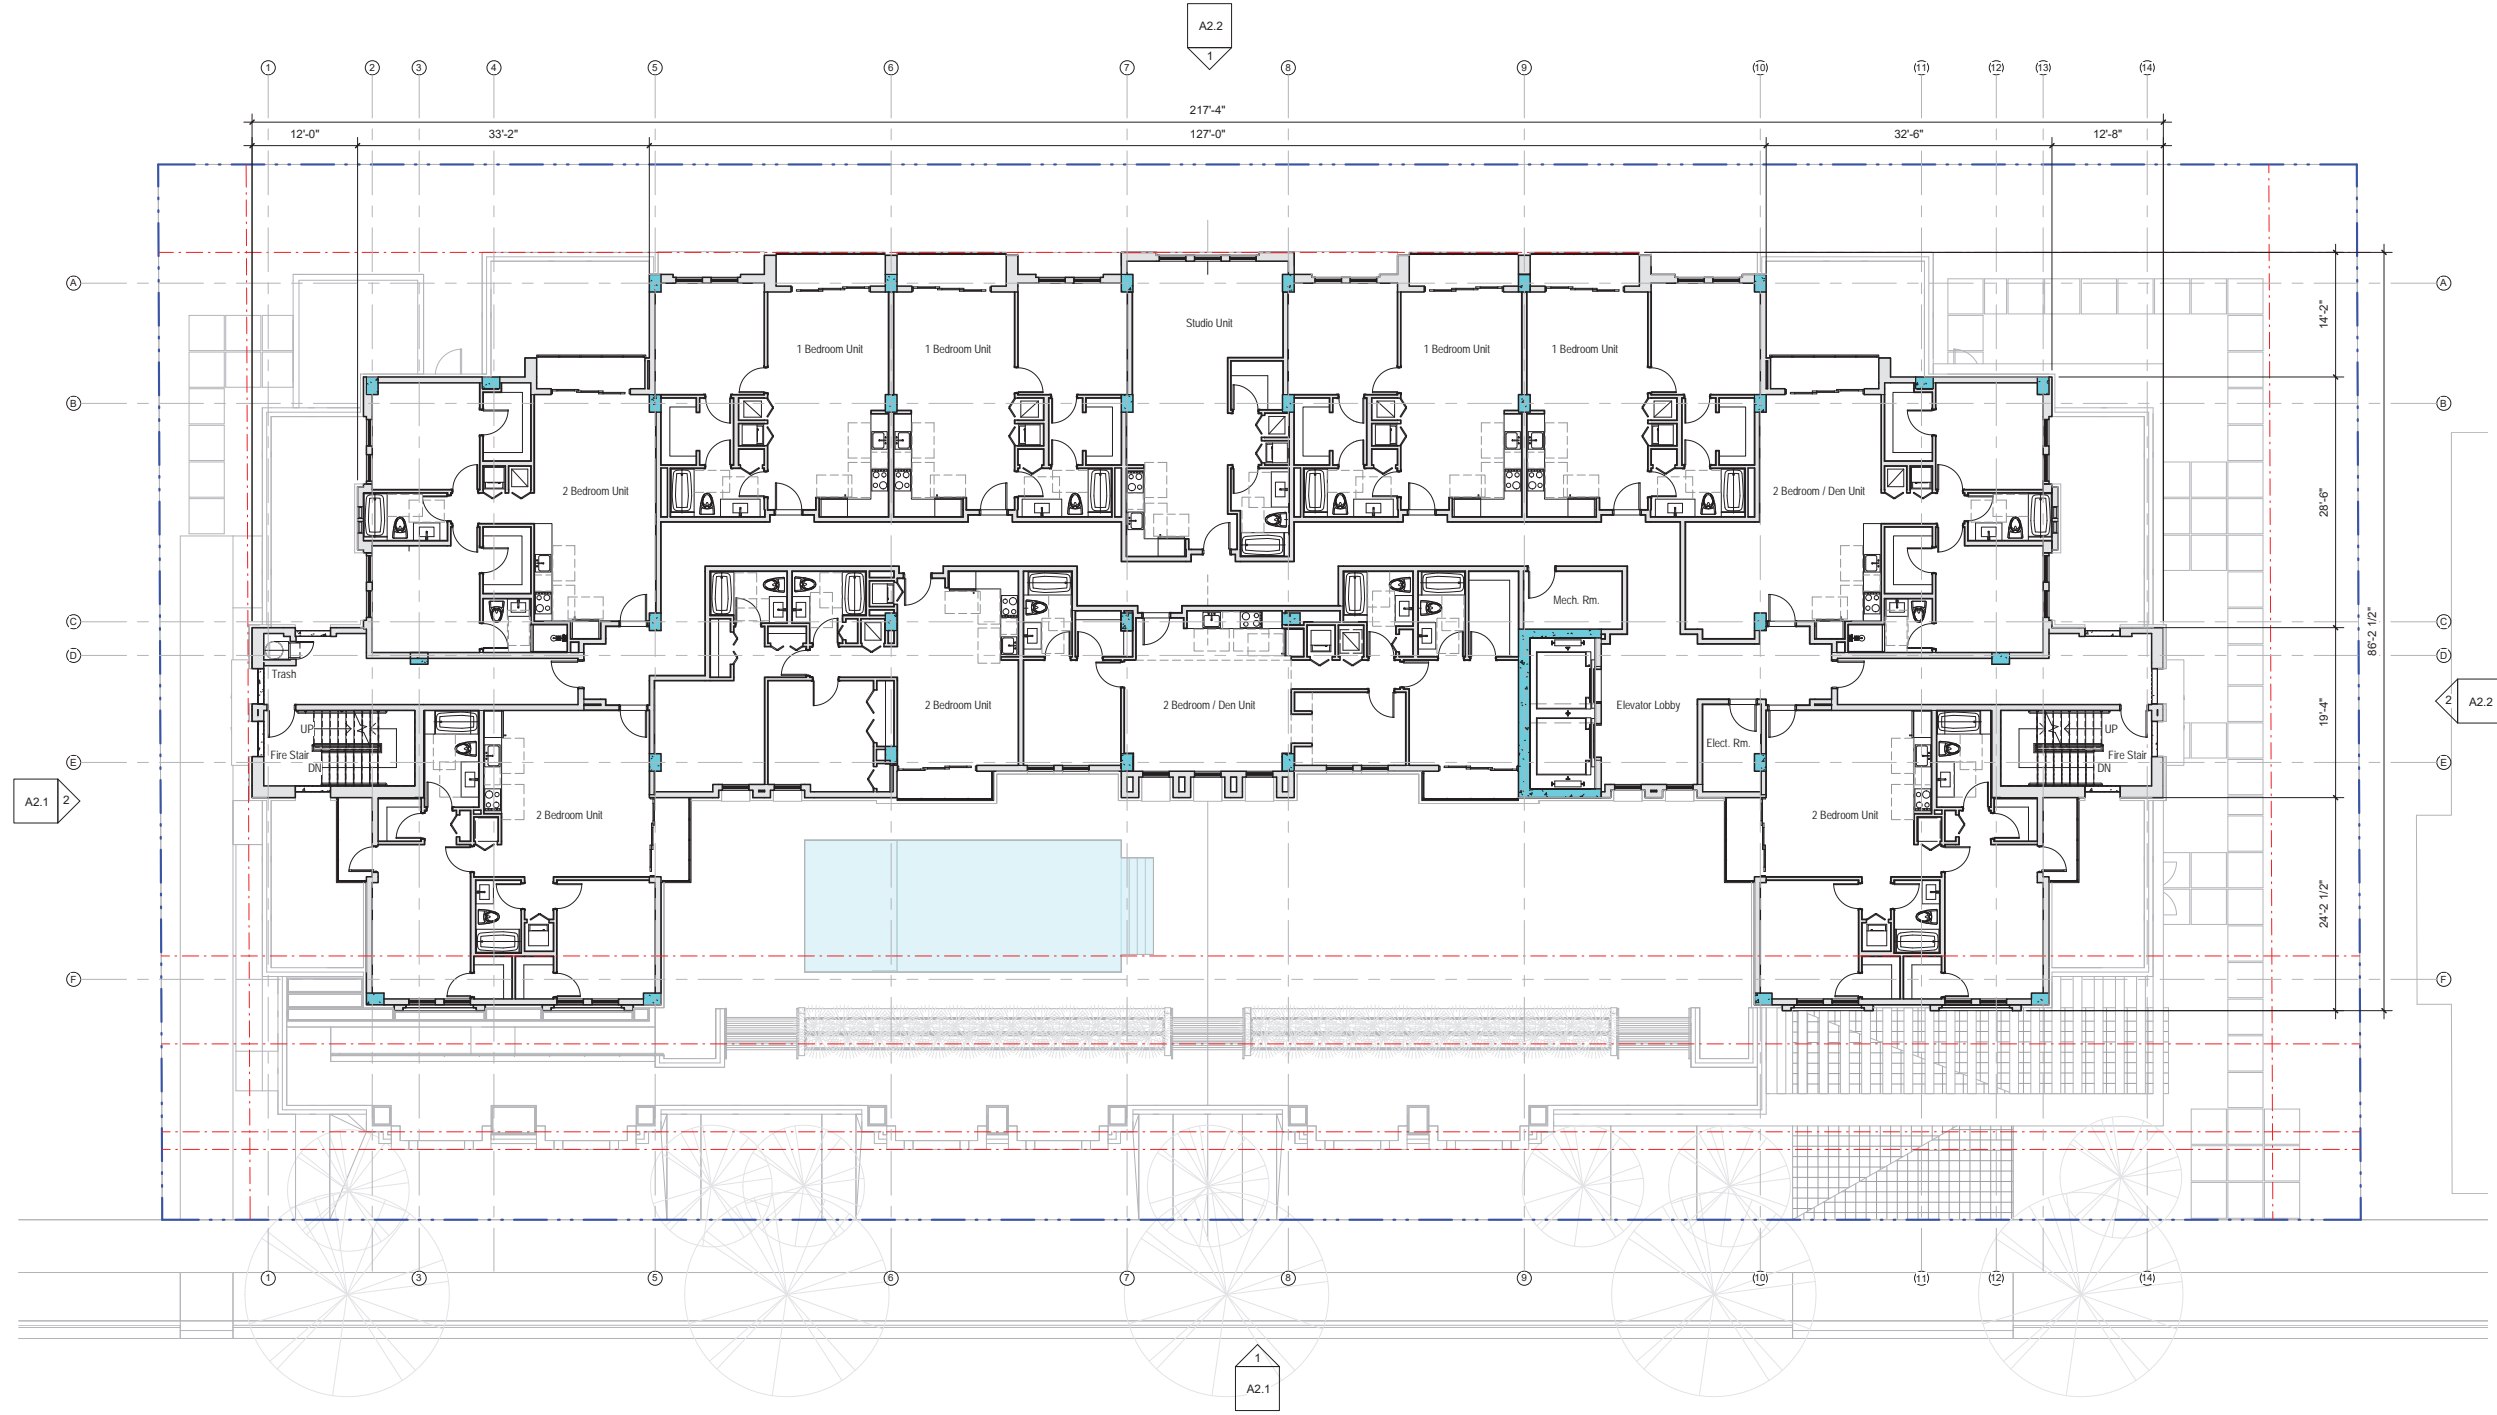 A2.2
1
1 2 3 4 5 6 7 8 9 (10) (11) (12) (13) (14)
217'-4"
12'-0" 33'-2" 127'-0" 32'-6" 12'-8"
A A
14'-2"
Studio Unit
1 Bedroom Unit 1 Bedroom Unit 1 Bedroom Unit 1 Bedroom Unit
B B
2 Bedroom Unit 2 Bedroom / Den Unit
28'-6"
Mech. Rm.
C C
86'-2 1/2"
D D
Trash
2 Bedroom Unit 2 Bedroom / Den Unit Elevator Lobby
19'-4"
2 A2.2
UP UP
Elect. Rm.
Fire Stair Fire Stair
E E
DN DN
A2.1 2
2 Bedroom Unit 2 Bedroom Unit
24'-2 1/2"
F F
1 3 5 6 7 8 9 (10) (11) (12) (14)
1
A2.1